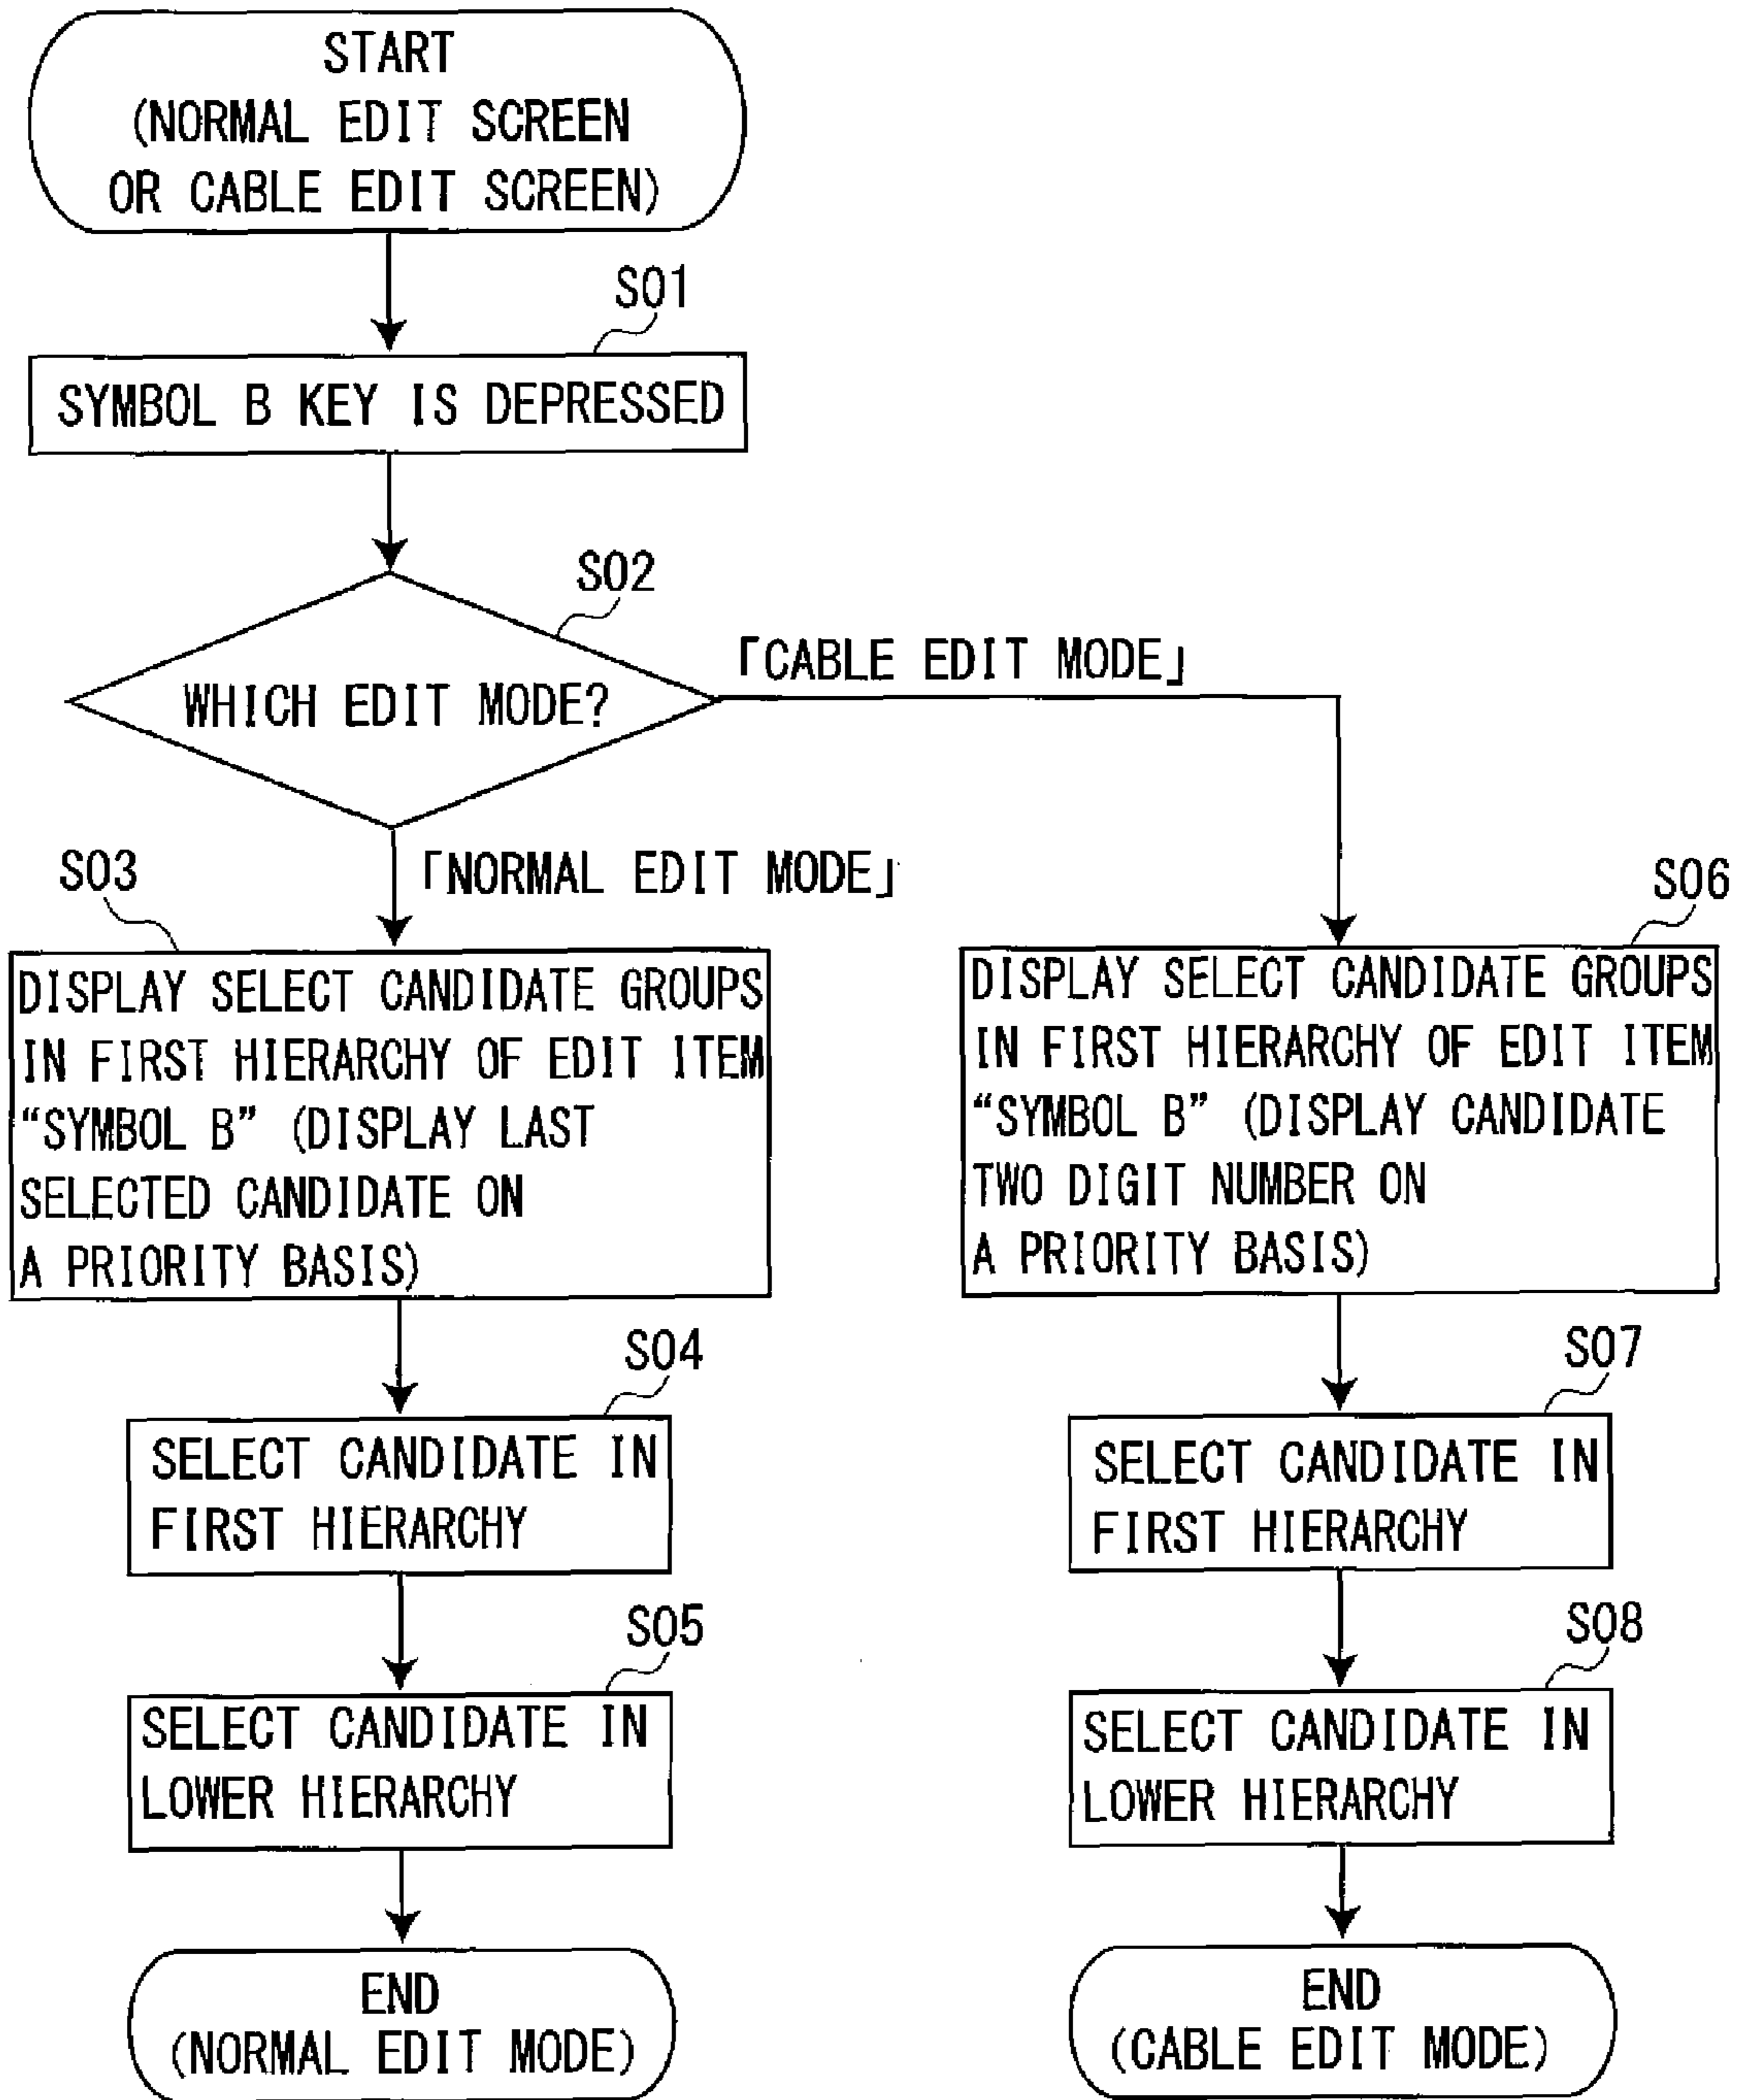 START
(NORMAL EDIT SCREEN
OR CABLE EDIT SCREEN)
S01
SYMBOL B KEY IS DEPRESSED
S02
WHICH EDIT MODE?
「CABLE EDIT MODE」
「NORMAL EDIT MODE」
S03
DISPLAY SELECT CANDIDATE GROUPS
IN FIRST HIERARCHY OF EDIT ITEM
“SYMBOL B” (DISPLAY LAST
SELECTED CANDIDATE ON
A PRIORITY BASIS)
S04
SELECT CANDIDATE IN
FIRST HIERARCHY
S05
SELECT CANDIDATE IN
LOWER HIERARCHY
END
(NORMAL EDIT MODE)
S06
DISPLAY SELECT CANDIDATE GROUPS
IN FIRST HIERARCHY OF EDIT ITEM
“SYMBOL B” (DISPLAY CANDIDATE
TWO DIGIT NUMBER ON
A PRIORITY BASIS)
S07
SELECT CANDIDATE IN
FIRST HIERARCHY
S08
SELECT CANDIDATE IN
LOWER HIERARCHY
END
(CABLE EDIT MODE)